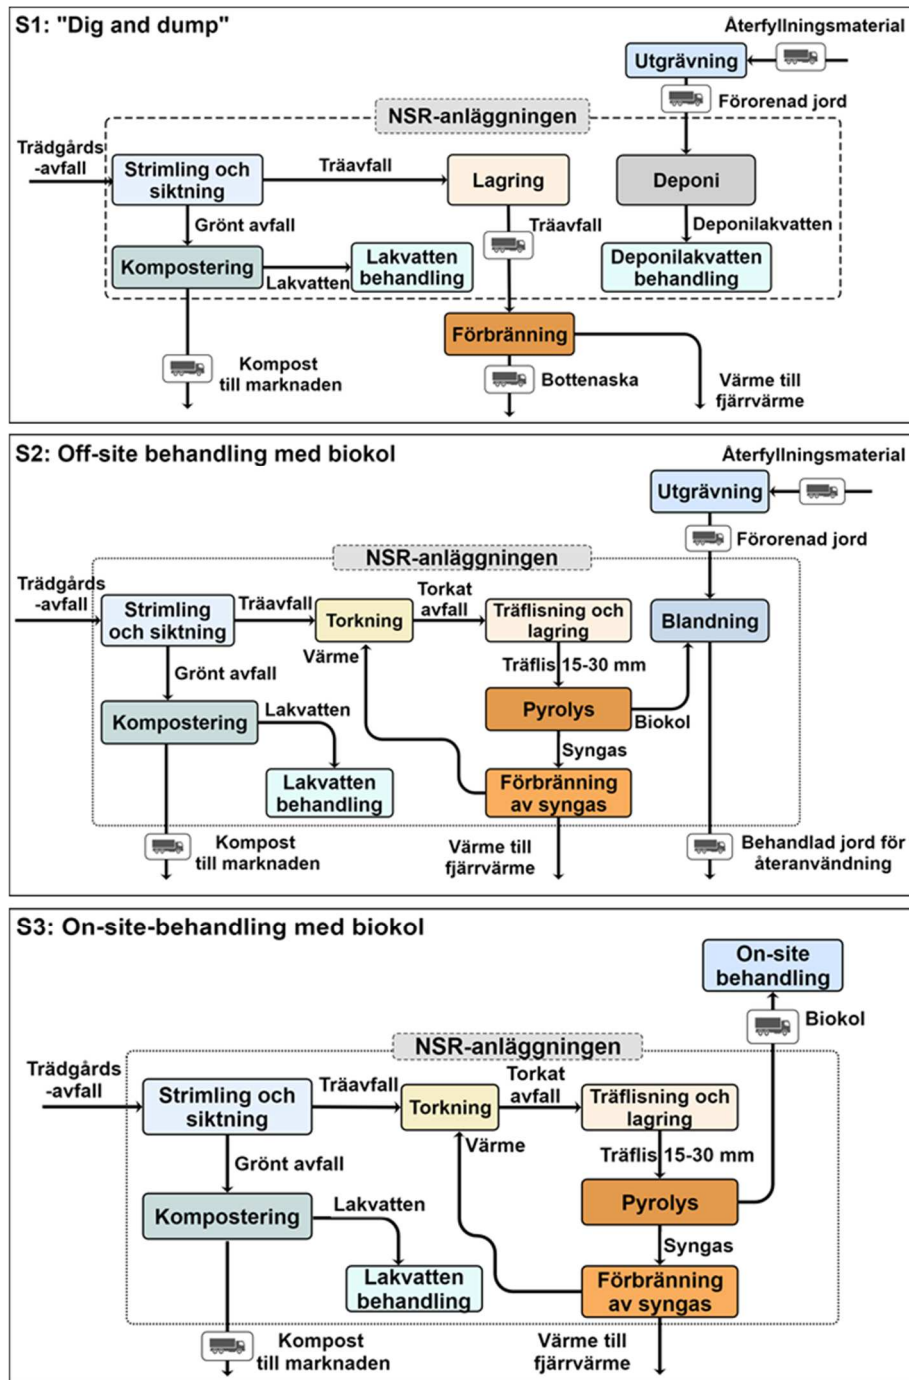 S1: "Dig and dump"
Återfyllningsmaterial
Utgrävning
Förorenad jord
NSR-anläggningen
Trädgårds
-avfall
Strimling och
siktning
Träavfall
Lagring
Deponi
Grönt avfall
Träavfall
Deponilakvatten
Kompostering
Lakvatten
Lakvatten
behandling
Deponilakvatten
behandling
Förbränning
Kompost
till marknaden
Bottenaska
Värme till
fjärrvärme
S2: Off-site behandling med biokol
Återfyllningsmaterial
Utgrävning
Förorenad jord
NSR-anläggningen
Trädgårds
-avfall
Strimling
och siktning
Träavfall
Torkning
Torkat
avfall
Träflisning och
lagring
Blandning
Värme
Grönt avfall
Träflis 15-30 mm
Kompostering
Lakvatten
Pyrolys
Biokol
Syngas
Lakvatten
behandling
Förbränning
av syngas
Kompost
till marknaden
Värme till
fjärrvärme
Behandlad jord för
återanvändning
S3: On-site-behandling med biokol
On-site
behandling
Biokol
NSR-anläggningen
Trädgårds
-avfall
Strimling och
siktning
Träavfall
Torkning
Torkat
avfall
Träflisning och
lagring
Värme
Grönt avfall
Träflis 15-30 mm
Kompostering
Lakvatten
Pyrolys
Syngas
Lakvatten
behandling
Förbränning
av syngas
Kompost
till marknaden
Värme till
fjärrvärme